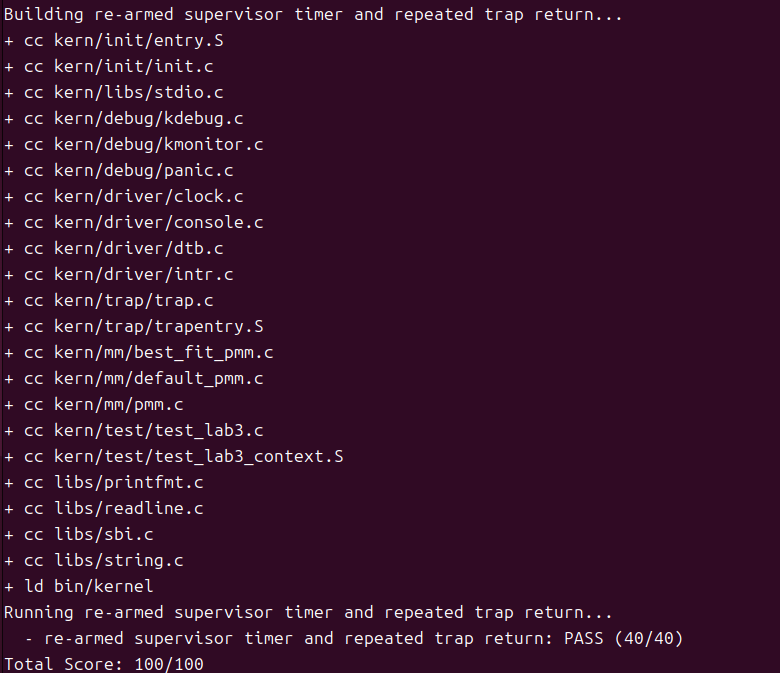 Building re-armed supervisor timer and repeated trap return...
+ cc kern/init/entry.S
+ cc kern/init/init.c
+ cc kern/libs/stdio.c
+ cc kern/debug/kdebug.c
+ cc kern/debug/kmonitor.c
+ cc kern/debug/panic.c
+ cc kern/driver/clock.c
+ cc kern/driver/console.c
+ cc kern/driver/dtb.c
+ cc kern/driver/intr.c
+ cc kern/trap/trap.c
+ cc kern/trap/trapentry.S
+ cc kern/mm/best_fit_pmm.c
+ cc kern/mm/default_pmm.c
+ cc kern/mm/pmm.c
+ cc kern/test/test_lab3.c
+ cc kern/test/test_lab3_context.S
+ cc libs/printfmt.c
+ cc libs/readline.c
+ cc libs/sbi.c
+ cc libs/string.c
+ ld bin/kernel
Running re-armed supervisor timer and repeated trap return...
  - re-armed supervisor timer and repeated trap return: PASS (40/40)
Total Score: 100/100